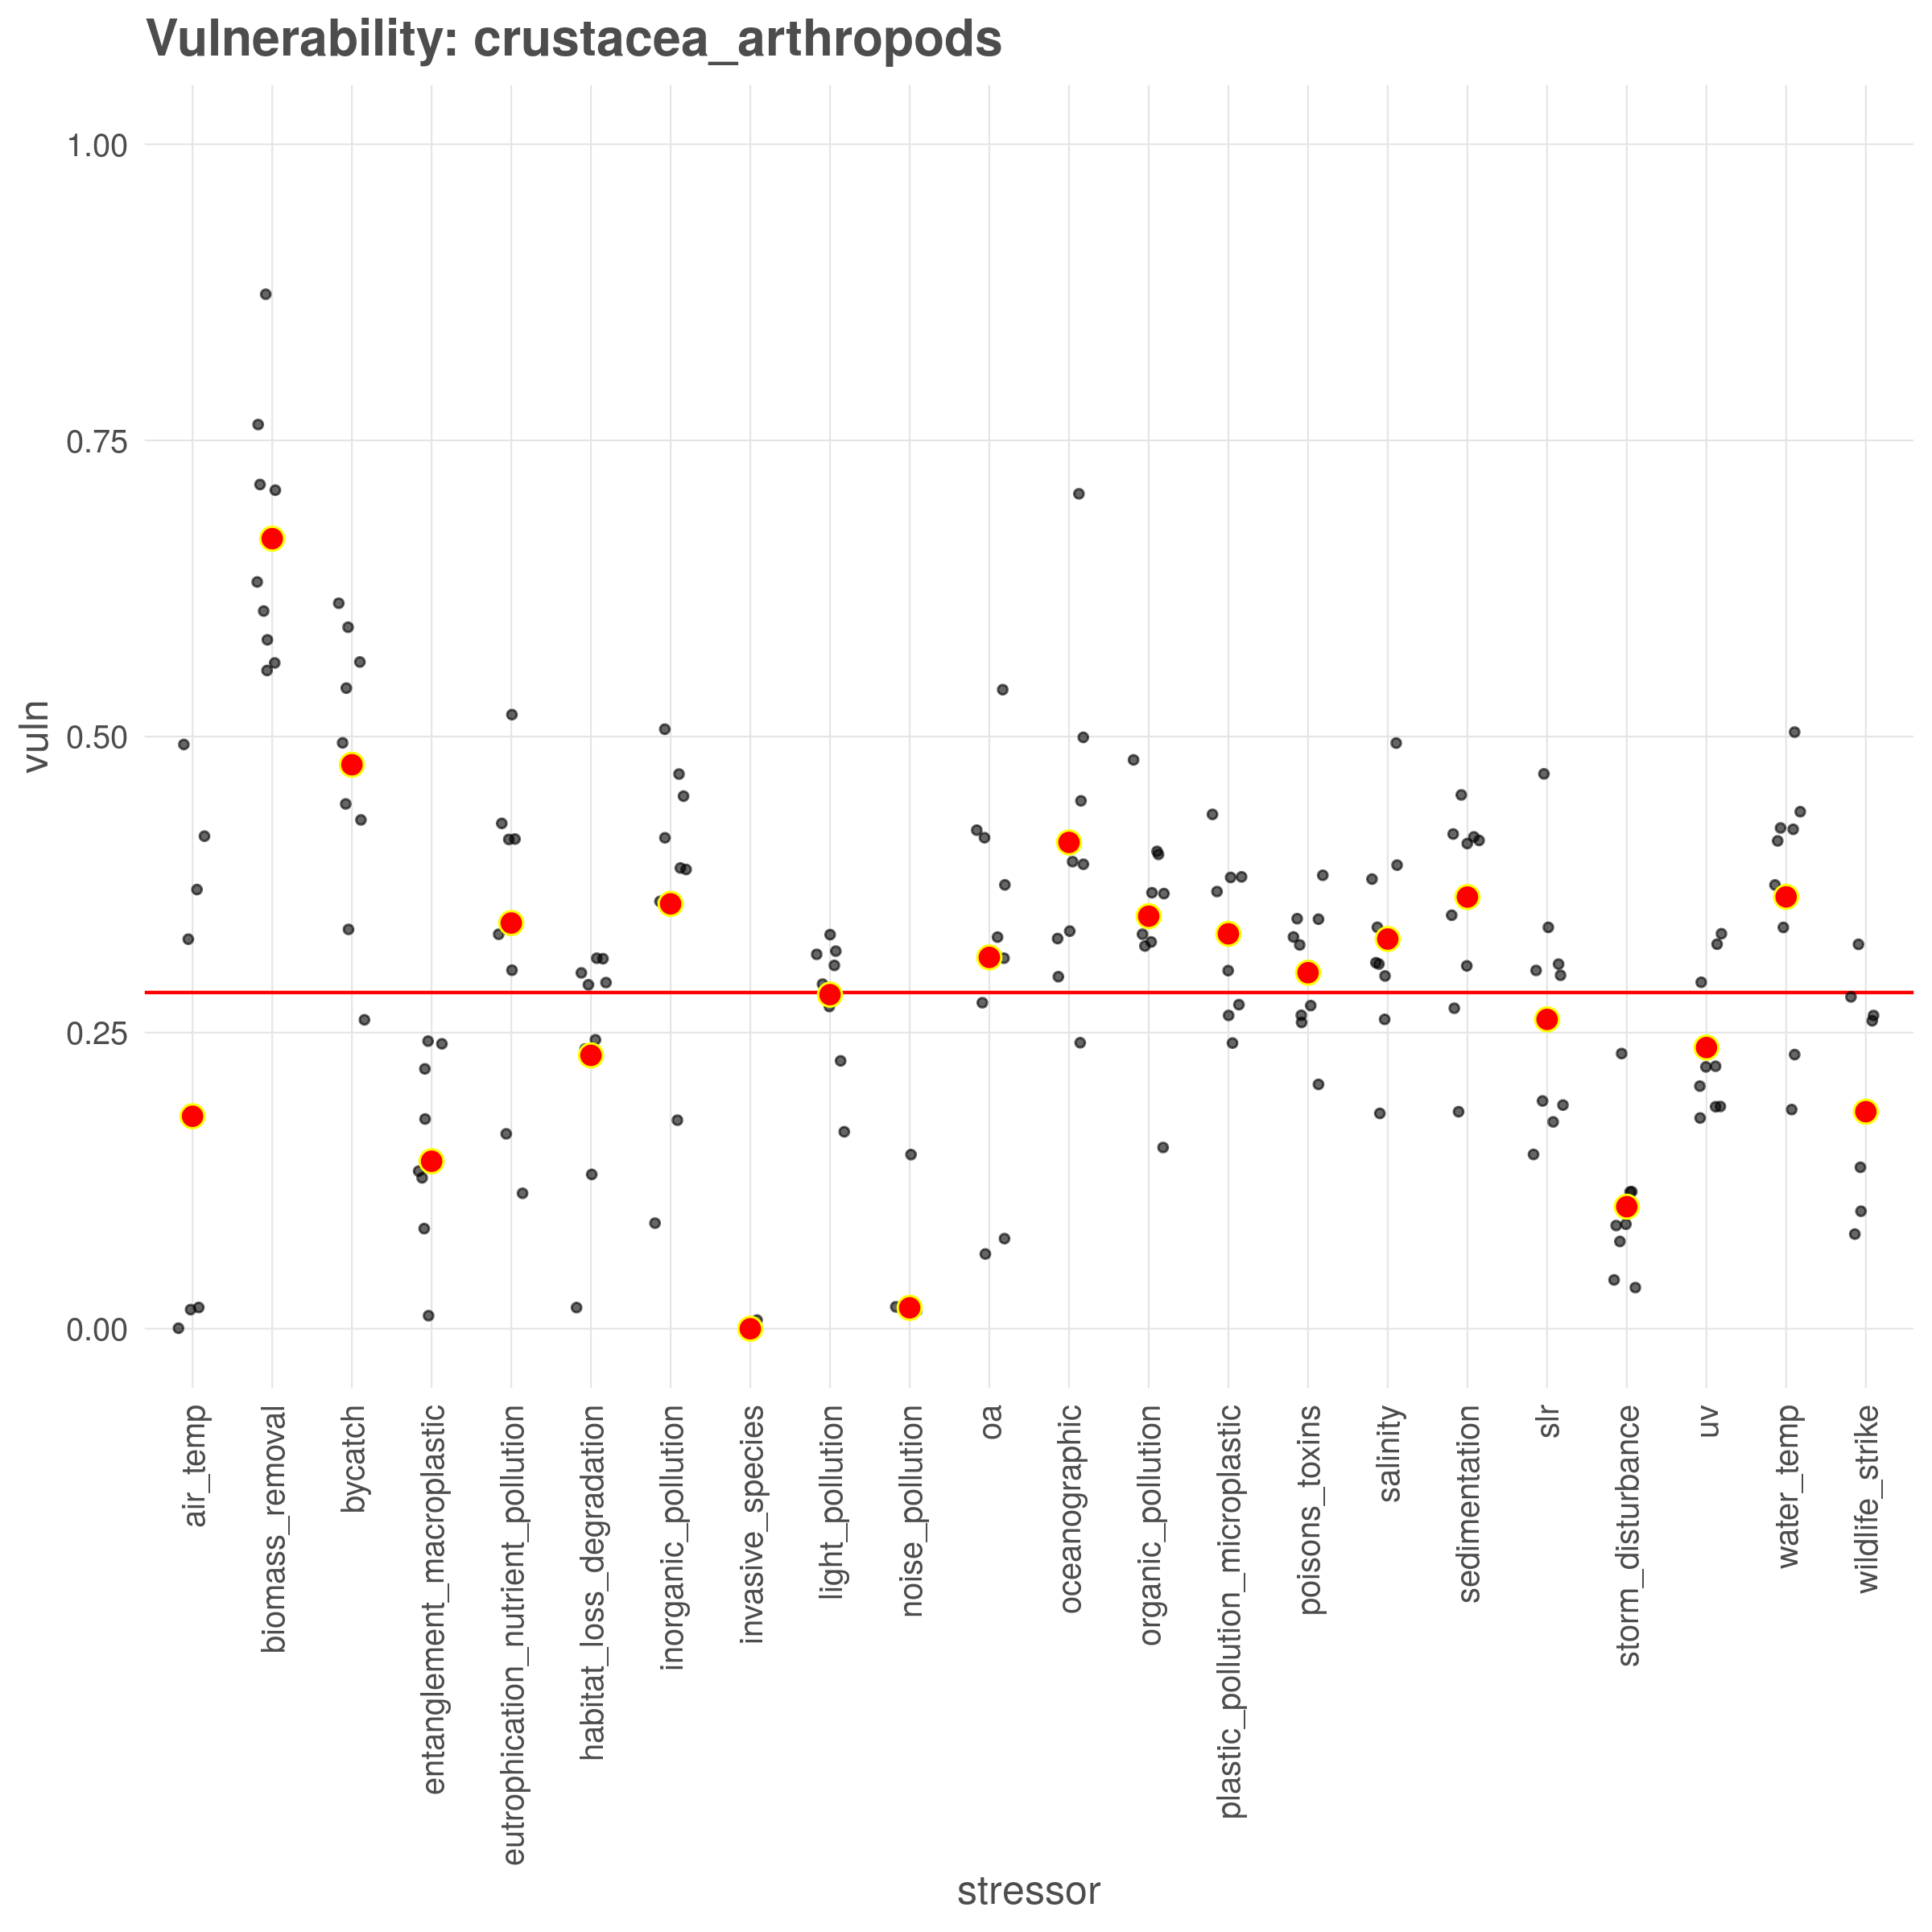 Vulnerability: crustacea_arthropods
1.00
0.75
0.50
0.25
0.00
vuln
air_temp
biomass_removal
bycatch
entanglement_macroplastic
eutrophication_nutrient_pollution
habitat_loss_degradation
inorganic_pollution
invasive_species
light_pollution
noise_pollution
oa
oceanographic
organic_pollution
plastic_pollution_microplastic
poisons_toxins
salinity
sedimentation
slr
storm_disturbance
uv
water_temp
wildlife_strike
stressor